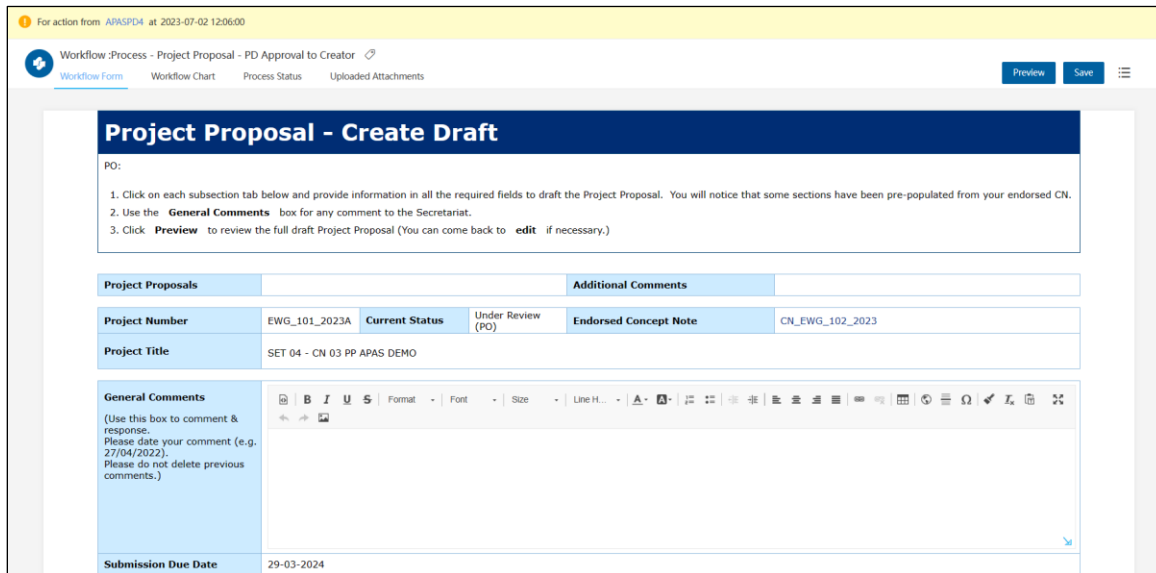 For action from APASPD4 at 2023-07-02 12:06:00
Workflow :Process - Project Proposal - PD Approval to Creator
Workflow Form Workflow Chart Process Status Uploaded Attachments
Preview Save
Project Proposal - Create Draft
PO:
1. Click on each subsection tab below and provide information in all the required fields to draft the Project Proposal. You will notice that some sections have been pre-populated from your endorsed CN.
2. Use the General Comments box for any comment to the Secretariat.
3. Click Preview to review the full draft Project Proposal (You can come back to edit if necessary.)
Project Proposals Additional Comments
Project Number EWG_101_2023A Current Status Under Review
(PO) Endorsed Concept Note CN_EWG_102_2023
Project Title SET 04 - CN 03 PP APAS DEMO
General Comments
(Use this box to comment &
response.
Please date your comment (e.g.
27/04/2022).
Please do not delete previous
comments.)
B I U S Format Font Size Line H... A A Ω Ix
Submission Due Date 29-03-2024